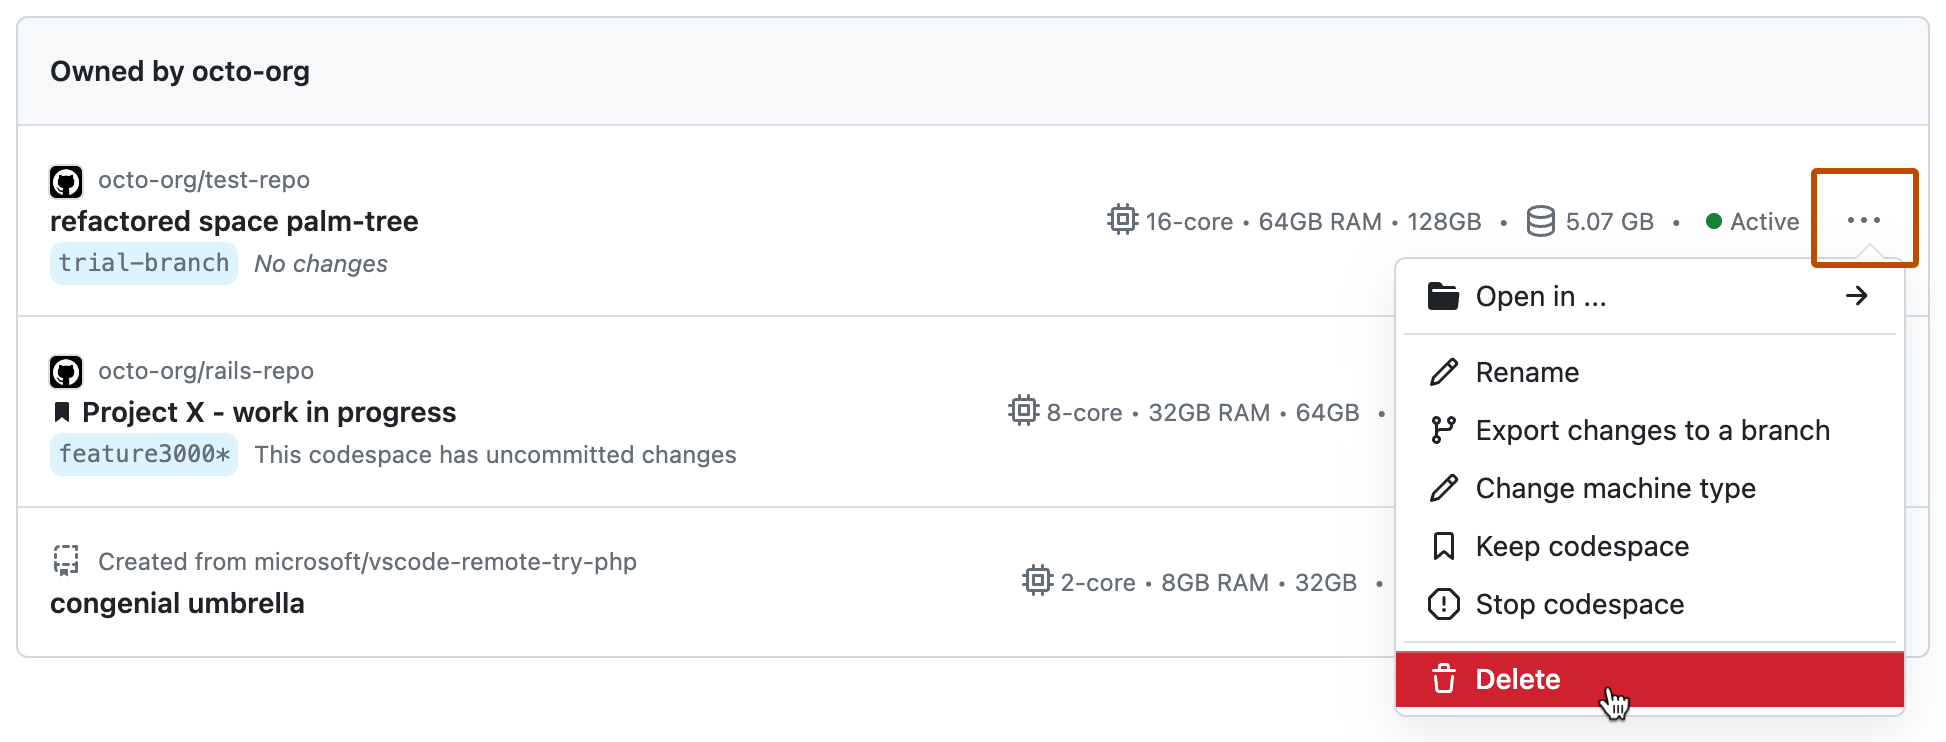 Owned by octo-org
octo-org/test-repo
refactored space palm-tree
16-core • 64GB RAM • 128GB • 5.07 GB • Active
trial-branch No changes
octo-org/rails-repo
Project X - work in progress
8-core • 32GB RAM • 64GB •
feature3000* This codespace has uncommitted changes
Created from microsoft/vscode-remote-try-php
congenial umbrella
2-core • 8GB RAM • 32GB •
Open in ...
Rename
Export changes to a branch
Change machine type
Keep codespace
Stop codespace
Delete